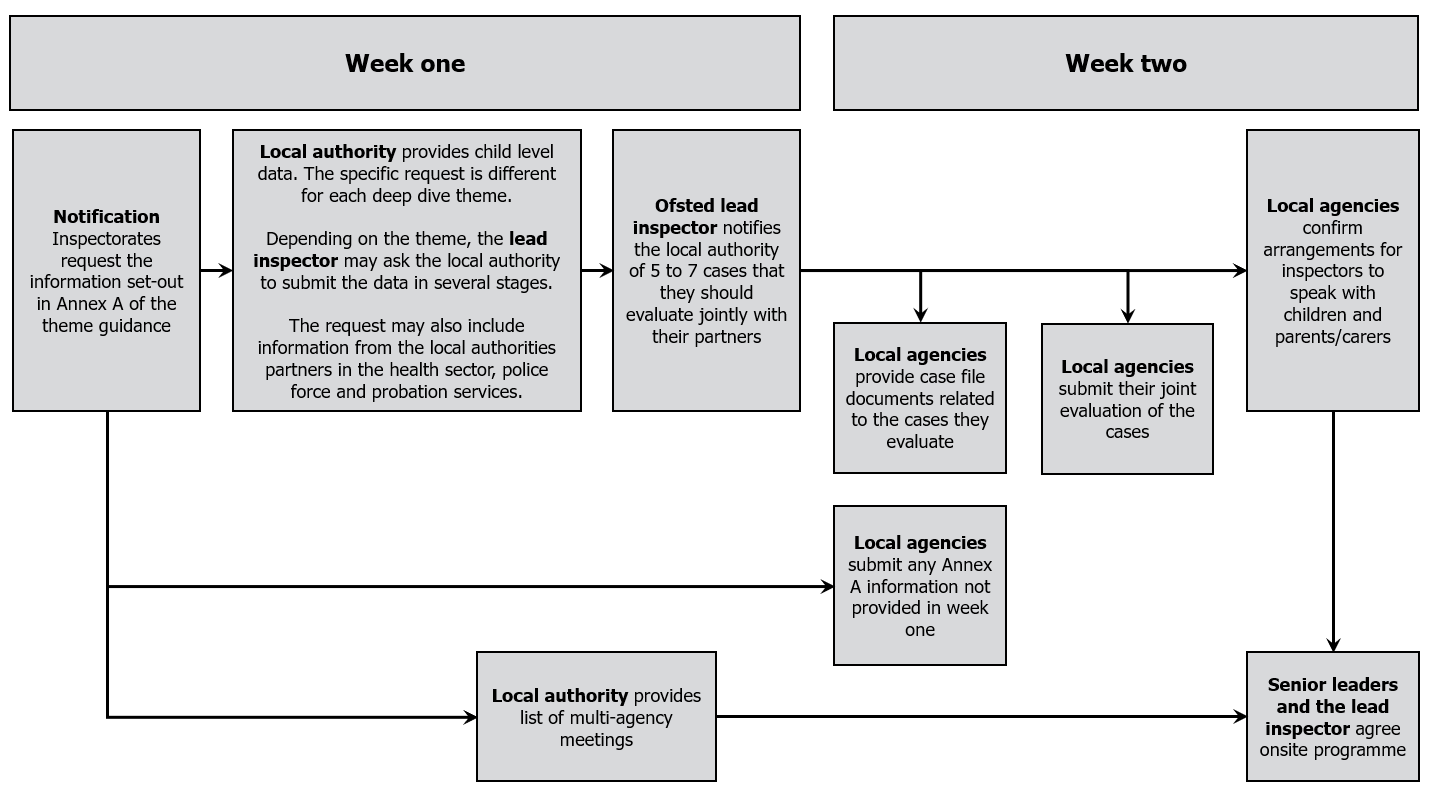 Week one
Week two
Notification
Inspectorates
request the
information set-out
in Annex A of the
theme guidance
Local authority provides child level
data. The specific request is different
for each deep dive theme.
Depending on the theme, the lead
inspector may ask the local authority
to submit the data in several stages.
The request may also include
information from the local authorities
partners in the health sector, police
force and probation services.
Ofsted lead
inspector notifies
the local authority
of 5 to 7 cases that
they should
evaluate jointly with
their partners
Local agencies
provide case file
documents related
to the cases they
evaluate
Local agencies
submit their joint
evaluation of the
cases
Local agencies
confirm
arrangements for
inspectors to
speak with
children and
parents/carers
Local agencies
submit any Annex
A information not
provided in week
one
Local authority provides
list of multi-agency
meetings
Senior leaders
and the lead
inspector agree
onsite programme